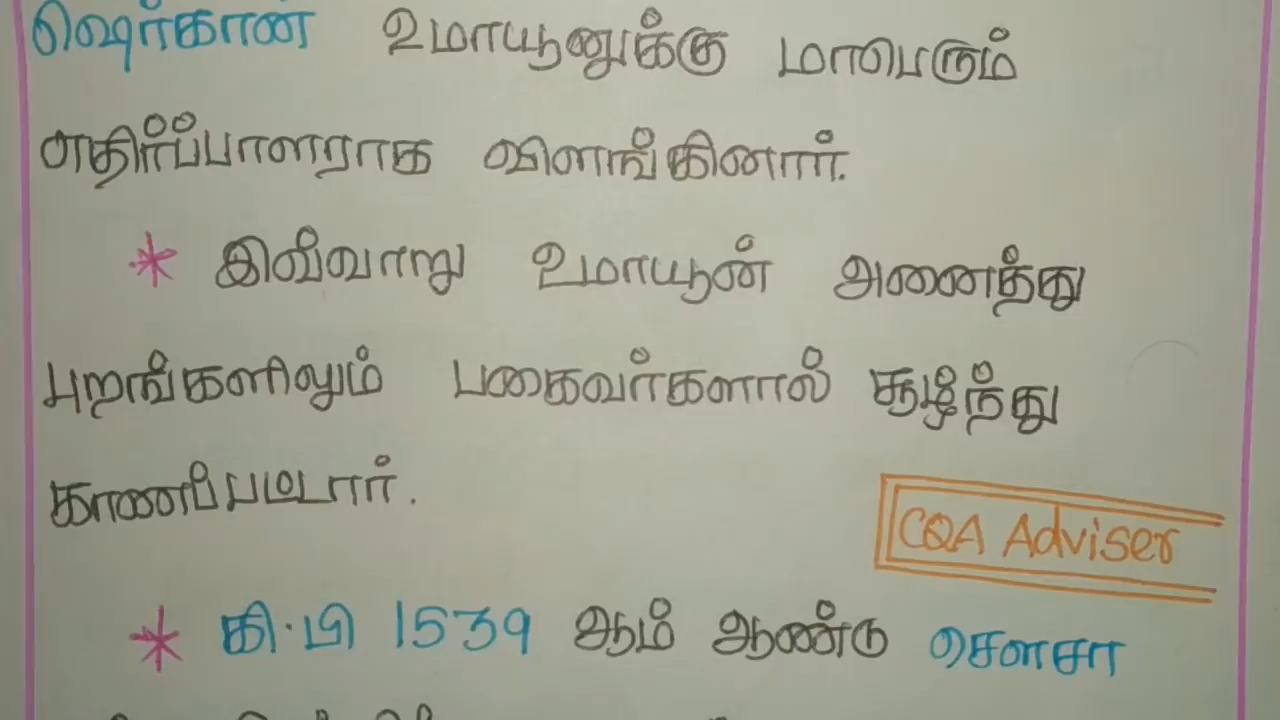 ஷெர்கான் உமாயூனுக்கு மாபெரும்
எதிர்ப்பாளராக விளங்கினார்.
* இவ்வாறு உமாயூன் அனைத்து
புறங்களிலும் பகைவர்களால் சூழ்ந்து
காணப்பட்டார்.
CQA Adviser
* கி.பி 1539 ஆம் ஆண்டு சௌசா